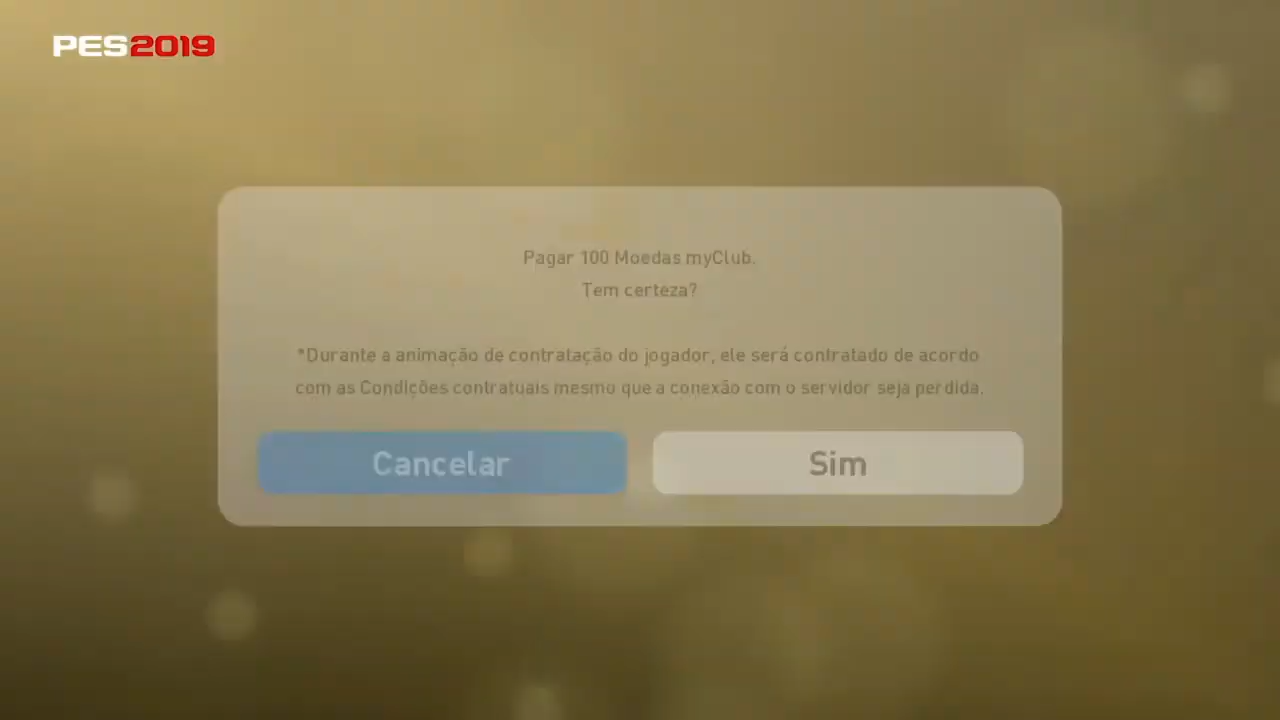 PES2019
Pagar 100 Moedas myClub.
Tem certeza?
*Durante a animação de contratação do jogador, ele será contratado de acordo
com as Condições contratuais mesmo que a conexão com o servidor seja perdida.
Cancelar
Sim